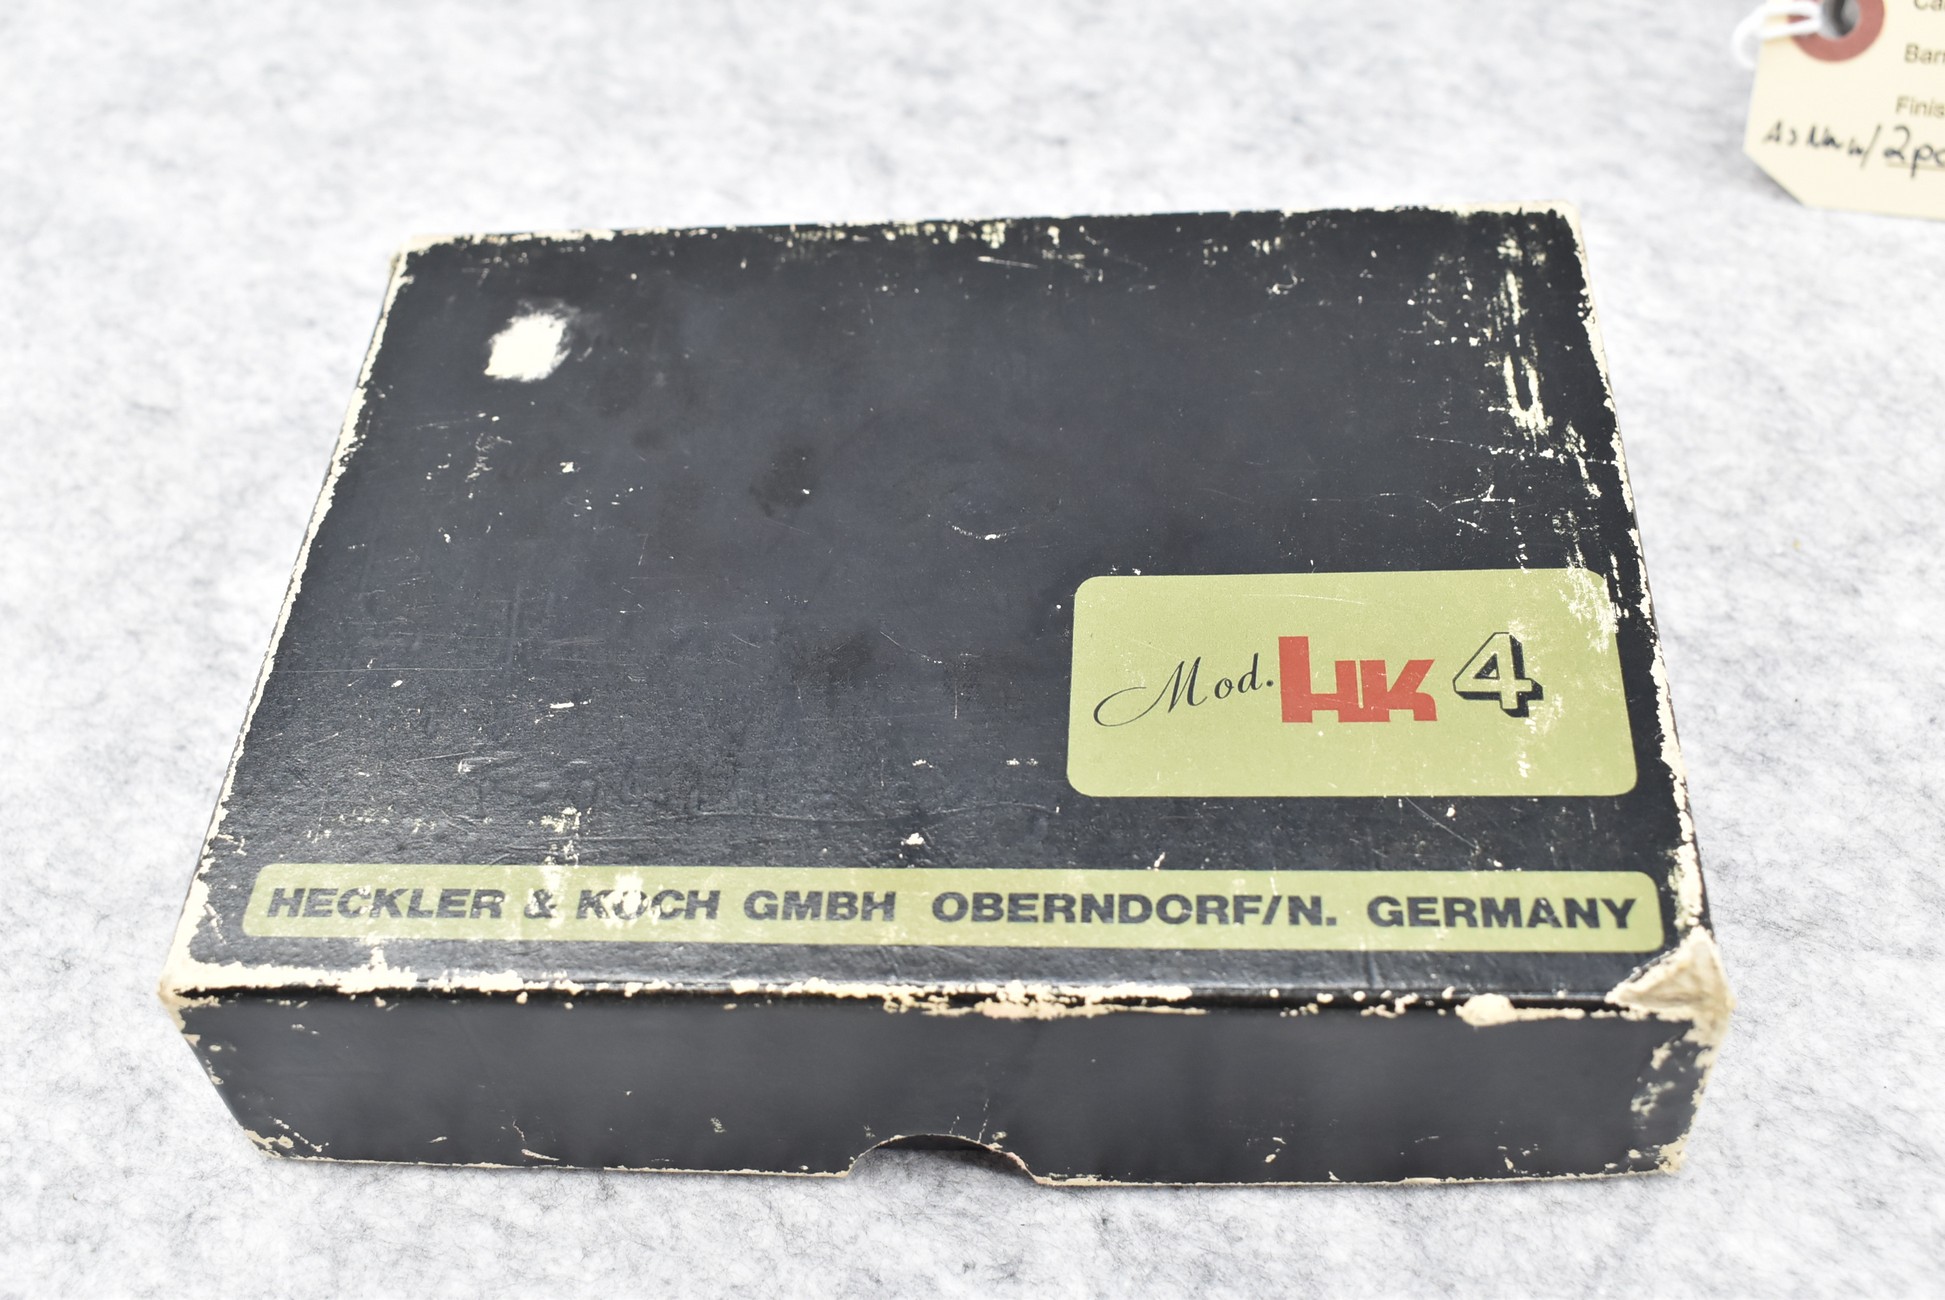 Mod. HK 4
HECKLER & KOCH GMBH OBERNDORF/N. GERMANY